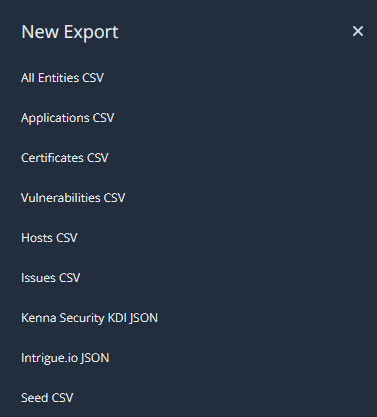 New Export
All Entities CSV
Applications CSV
Certificates CSV
Vulnerabilities CSV
Hosts CSV
Issues CSV
Kenna Security KDI JSON
Intrigue.io JSON
Seed CSV